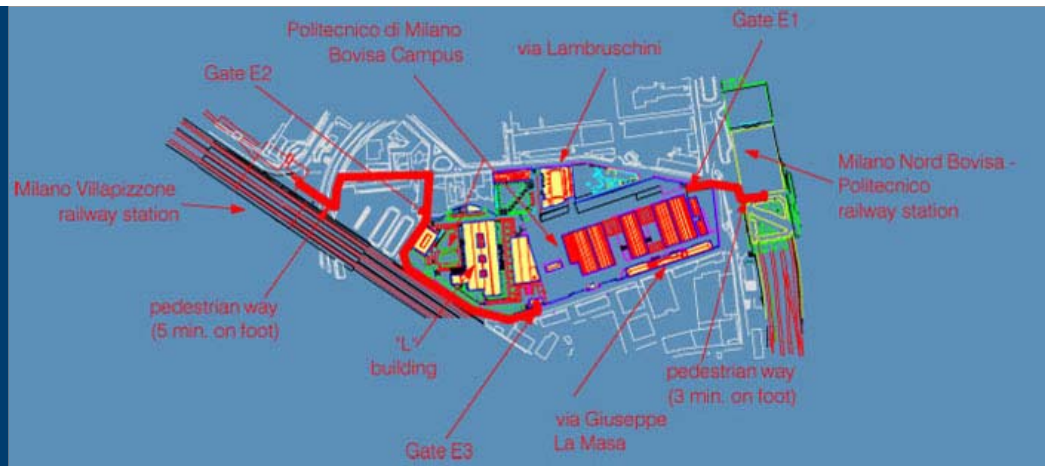 Politecnico di Milano
Bovisa Campus
via Lambruschini
Gate E1
Gate E2
Milano Nord Bovisa -
Politecnico
railway station
Milano Villapizzone
railway station
pedestrian way
(5 min. on foot)
"L"
building
pedestrian way
(3 min. on foot)
via Giuseppe
La Masa
Gate E3